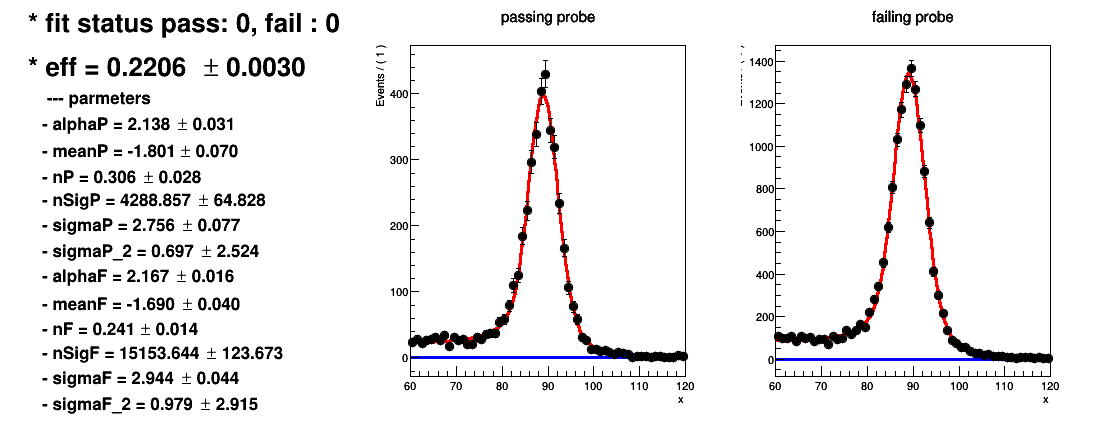 * fit status pass: 0, fail : 0
* eff = 0.2206 ± 0.0030
--- parmeters
- alphaP = 2.138 ± 0.031
- meanP = -1.801 ± 0.070
- nP = 0.306 ± 0.028
- nSigP = 4288.857 ± 64.828
- sigmaP = 2.756 ± 0.077
- sigmaP_2 = 0.697 ± 2.524
- alphaF = 2.167 ± 0.016
- meanF = -1.690 ± 0.040
- nF = 0.241 ± 0.014
- nSigF = 15153.644 ± 123.673
- sigmaF = 2.944 ± 0.044
- sigmaF_2 = 0.979 ± 2.915
passing probe
Events / ( 1 )
400
300
200
100
0
60 70 80 90 100 110 120
x
failing probe
1400
1200
1000
800
600
400
200
0
60 70 80 90 100 110 120
x